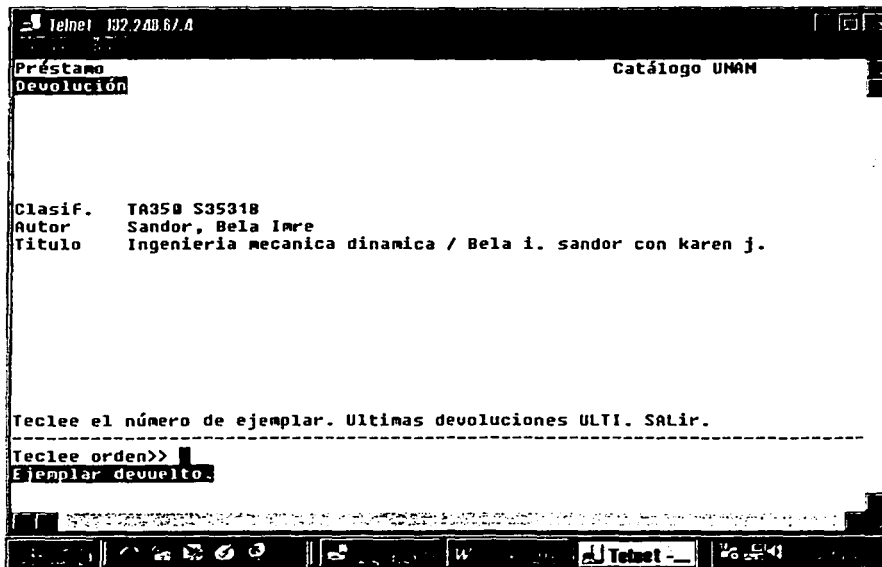 Telnet 132.248.67.4
Préstamo Catálogo UNAM
Devolución
Clasif. TA350 S35318
Autor Sandor, Bela Imre
Titulo Ingenieria mecanica dinamica / Bela i. sandor con karen j.
Teclee el número de ejemplar. Ultimas devoluciones ULTI. SALir.
Teclee orden>>
Ejemplar devuelto.
Telnet -